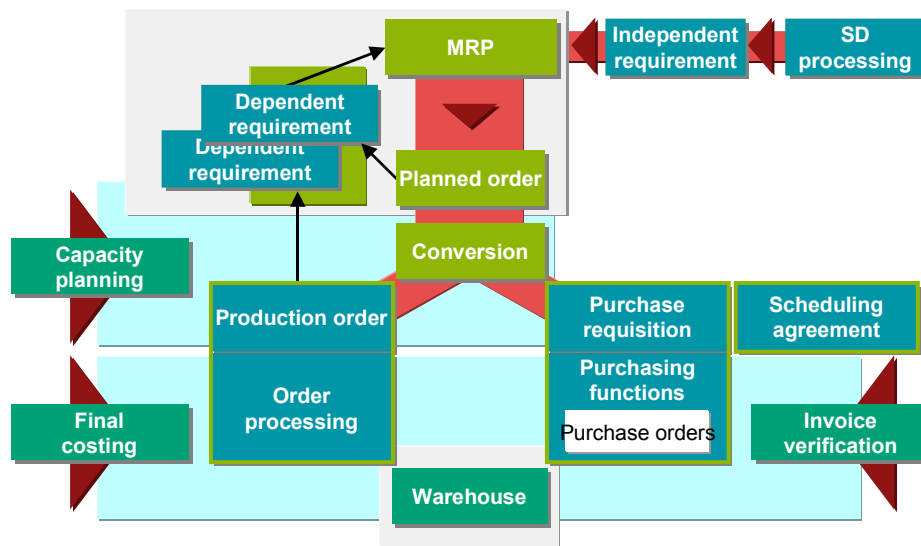 MRP
Independent
requirement
SD
processing
Dependent
requirement
Dependent
requirement
Planned order
Capacity
planning
Conversion
Production order
Purchase
requisition
Scheduling
agreement
Order
processing
Purchasing
functions
Purchase orders
Final
costing
Invoice
verification
Warehouse